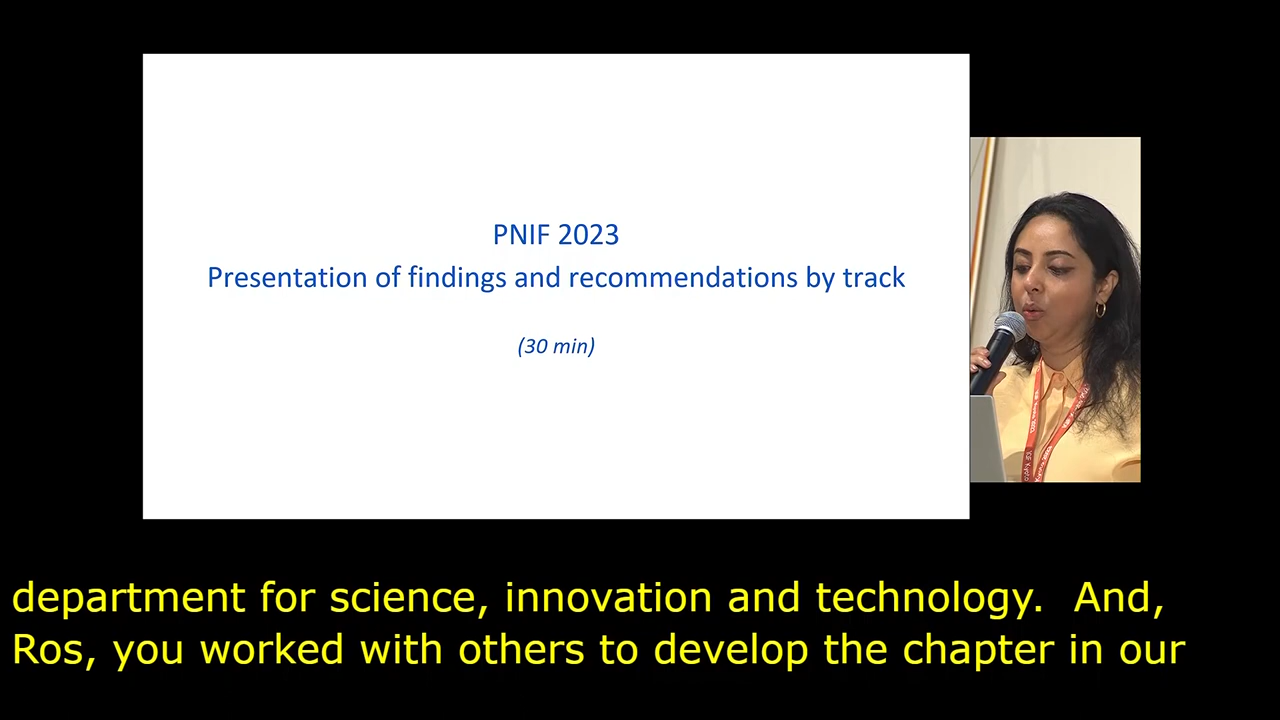 PNIF 2023
Presentation of findings and recommendations by track
(30 min)
department for science, innovation and technology.  And,
Ros, you worked with others to develop the chapter in our